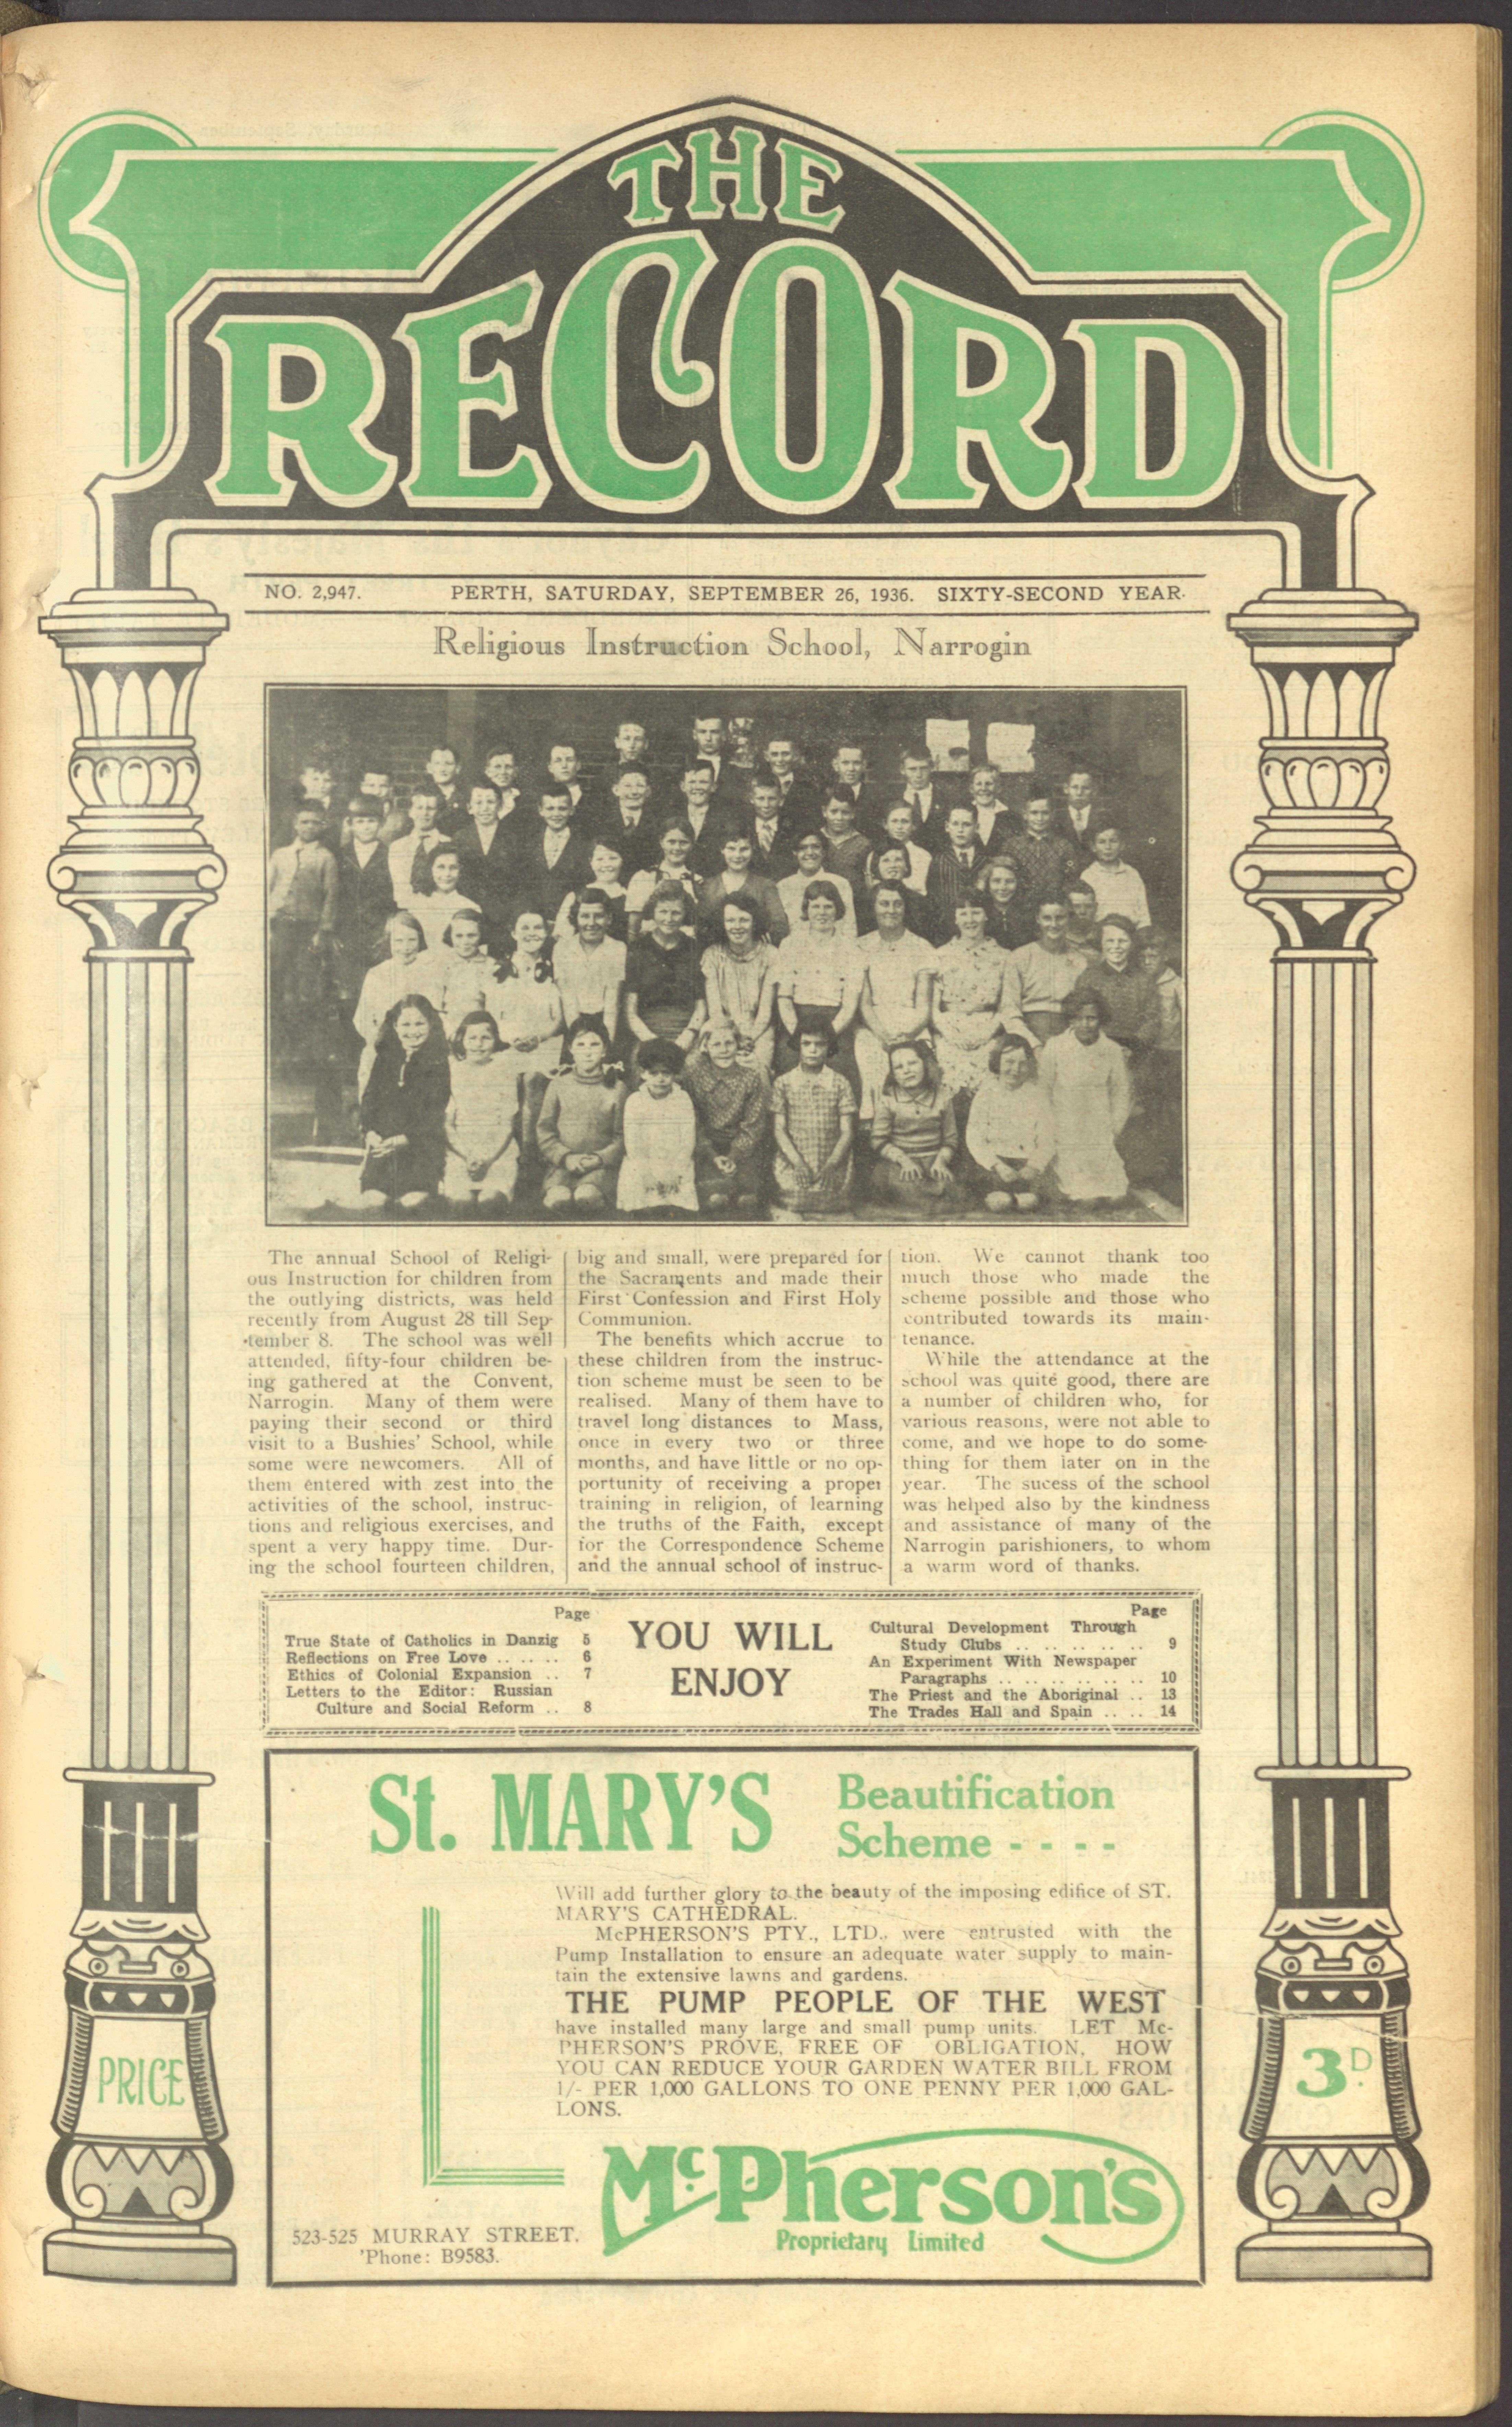 THE
RECORD
NO. 2,947. PERTH, SATURDAY, SEPTEMBER 26, 1936. SIXTY-SECOND YEAR.
Religious Instruction School, Narrogin
The annual School of Religi-
ous Instruction for children from
the outlying districts, was held
recently from August 28 till Sep-
tember 8. The school was well
attended, fifty-four children be-
ing gathered at the Convent,
Narrogin. Many of them were
paying their second or third
visit to a Bushies' School, while
some were newcomers. All of
them entered with zest into the
activities of the school, instruc-
tions and religious exercises, and
spent a very happy time. Dur-
ing the school fourteen children,
big and small, were prepared for
the Sacraments and made their
First Confession and First Holy
Communion.
The benefits which accrue to
these children from the instruc-
tion scheme must be seen to be
realised. Many of them have to
travel long distances to Mass,
once in every two or three
months, and have little or no op-
portunity of receiving a proper
training in religion, of learning
the truths of the Faith, except
for the Correspondence Scheme
and the annual school of instruc-
tion. We cannot thank too
much those who made the
scheme possible and those who
contributed towards its main-
tenance.
While the attendance at the
school was quite good, there are
a number of children who, for
various reasons, were not able to
come, and we hope to do some-
thing for them later on in the
year. The sucess of the school
was helped also by the kindness
and assistance of many of the
Narrogin parishioners, to whom
a warm word of thanks.
Page
True State of Catholics in Danzig 5
Reflections on Free Love .. .. .. 6
Ethics of Colonial Expansion .. 7
Letters to the Editor: Russian
Culture and Social Reform .. 8
YOU WILL
ENJOY
Page
Cultural Development Through
Study Clubs .. .. .. .. .. 9
An Experiment With Newspaper
Paragraphs .. .. .. .. .. .. 10
The Priest and the Aboriginal .. 13
The Trades Hall and Spain .. .. 14
St. MARY'S
Beautification
Scheme - - - -
Will add further glory to the beauty of the imposing edifice of ST.
MARY'S CATHEDRAL.
McPHERSON'S PTY., LTD., were entrusted with the
Pump Installation to ensure an adequate water supply to main-
tain the extensive lawns and gardens.
THE PUMP PEOPLE OF THE WEST
have installed many large and small pump units. LET Mc-
PHERSON'S PROVE, FREE OF OBLIGATION, HOW
YOU CAN REDUCE YOUR GARDEN WATER BILL FROM
1/- PER 1,000 GALLONS TO ONE PENNY PER 1,000 GAL-
LONS.
McPherson's
Proprietary Limited
523-525 MURRAY STREET.
'Phone: B9583.
PRICE
3D.